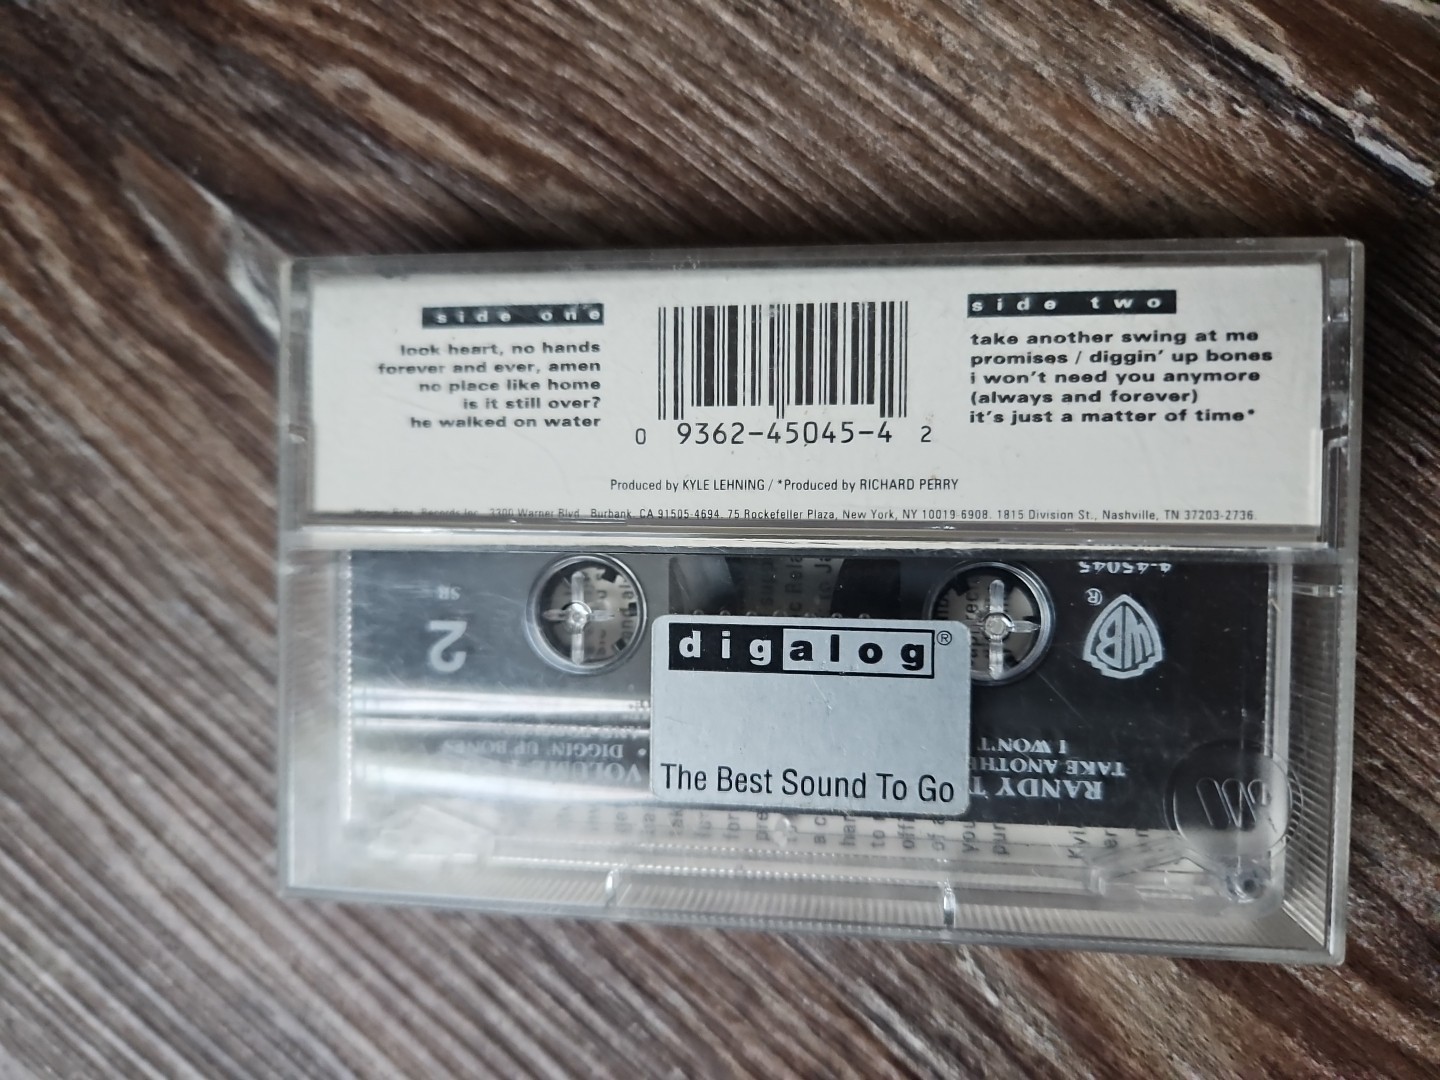 side one
look heart, no hands
forever and ever, amen
no place like home
is it still over?
he walked on water
0 9362-45045-4 2
side two
take another swing at me
promises / diggin' up bones
i won't need you anymore
(always and forever)
it's just a matter of time*
Produced by KYLE LEHNING / *Produced by RICHARD PERRY
3300 Warner Blvd. Burbank, CA 91505-4694. 75 Rockefeller Plaza, New York, NY 10019-6908. 1815 Division St., Nashville, TN 37203-2736.
digalog®
The Best Sound To Go
RANDY T
TAKE ANOTHE
I WON'T
VOLUME
• DIGGIN' UP BONES
2
SR
WB®
4-45045